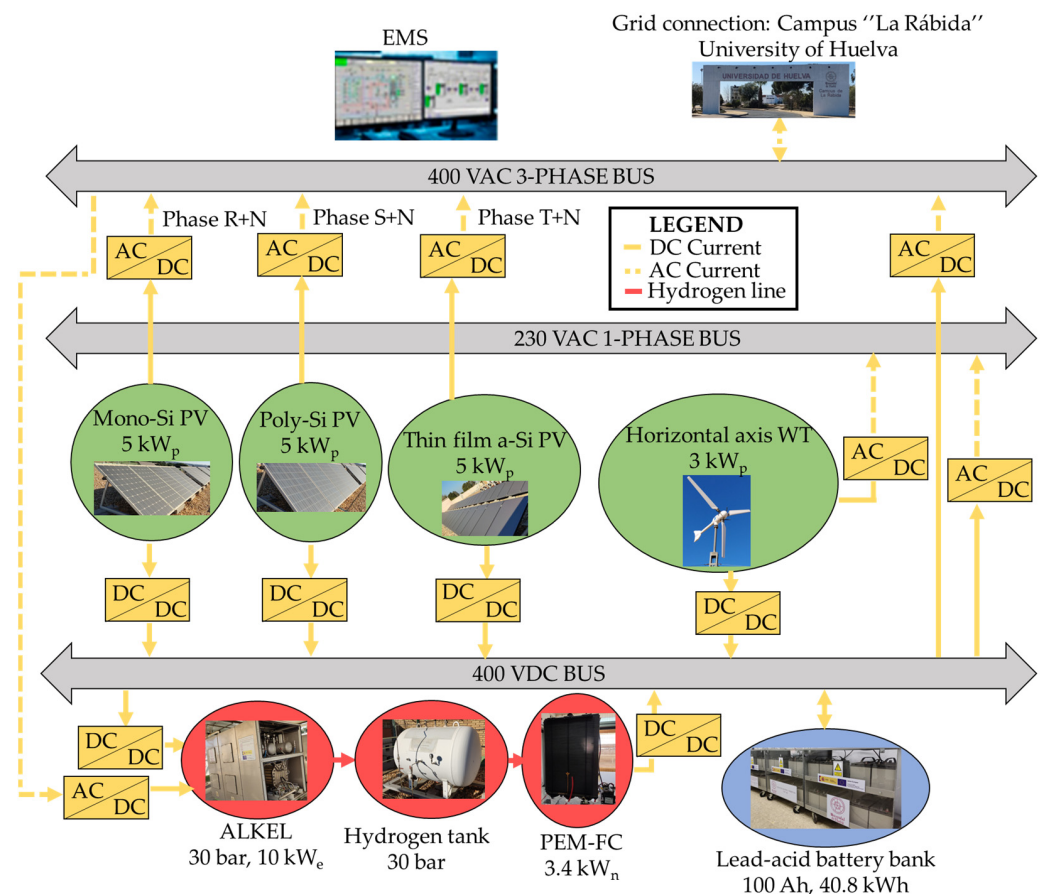 EMS
Grid connection: Campus ‘’La Rábida’’
University of Huelva
UNIVERSIDAD DE HUELVA
400 VAC 3-PHASE BUS
Phase R+N
Phase S+N
Phase T+N
AC
DC
AC
DC
AC
DC
LEGEND
DC Current
AC Current
Hydrogen line
AC
DC
230 VAC 1-PHASE BUS
Mono-Si PV
5 kWp
Poly-Si PV
5 kWp
Thin film a-Si PV
5 kWp
Horizontal axis WT
3 kWp
AC
DC
AC
DC
DC
DC
DC
DC
DC
DC
DC
DC
400 VDC BUS
DC
DC
AC
DC
DC
DC
ALKEL
30 bar, 10 kWe
Hydrogen tank
30 bar
PEM-FC
3.4 kWn
Lead-acid battery bank
100 Ah, 40.8 kWh